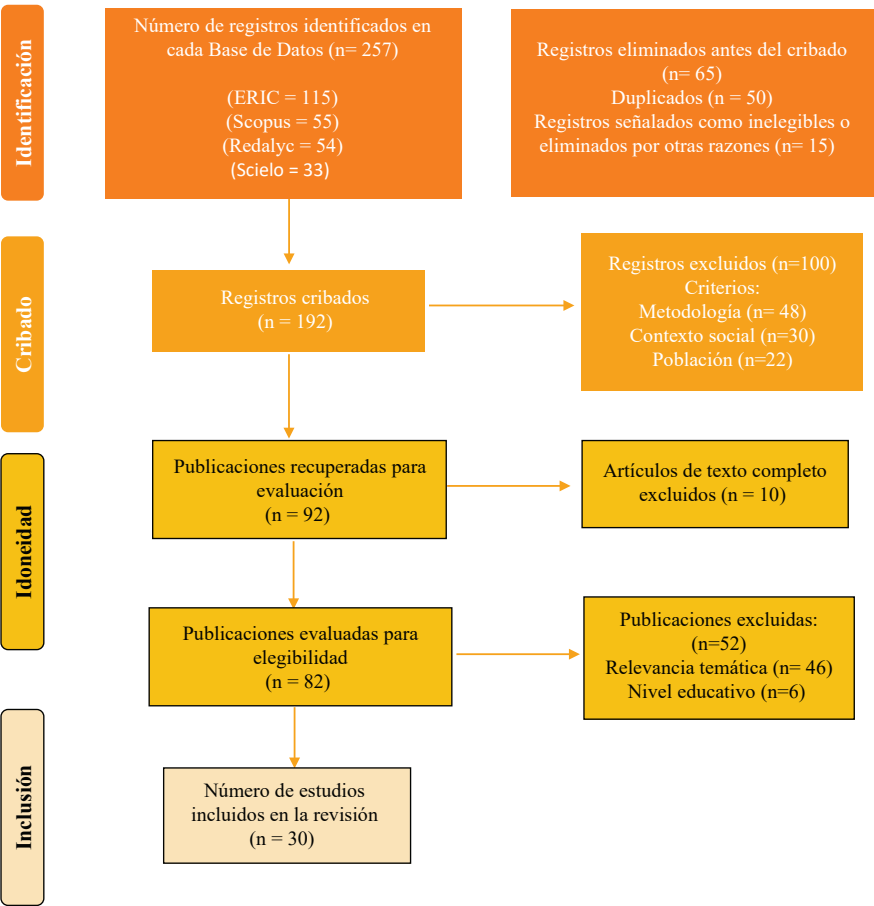 Identificación
Número de registros identificados en
cada Base de Datos (n= 257)
(ERIC = 115)
(Scopus = 55)
(Redalyc = 54)
(Scielo = 33)
Registros eliminados antes del cribado
(n= 65)
Duplicados (n = 50)
Registros señalados como inelegibles o
eliminados por otras razones (n= 15)
Cribado
Registros cribados
(n = 192)
Registros excluidos (n=100)
Criterios:
Metodología (n= 48)
Contexto social (n=30)
Población (n=22)
Idoneidad
Publicaciones recuperadas para
evaluación
(n = 92)
Artículos de texto completo
excluidos (n = 10)
Publicaciones evaluadas para
elegibilidad
(n = 82)
Publicaciones excluidas:
(n=52)
Relevancia temática (n= 46)
Nivel educativo (n=6)
Inclusión
Número de estudios
incluidos en la revisión
(n = 30)